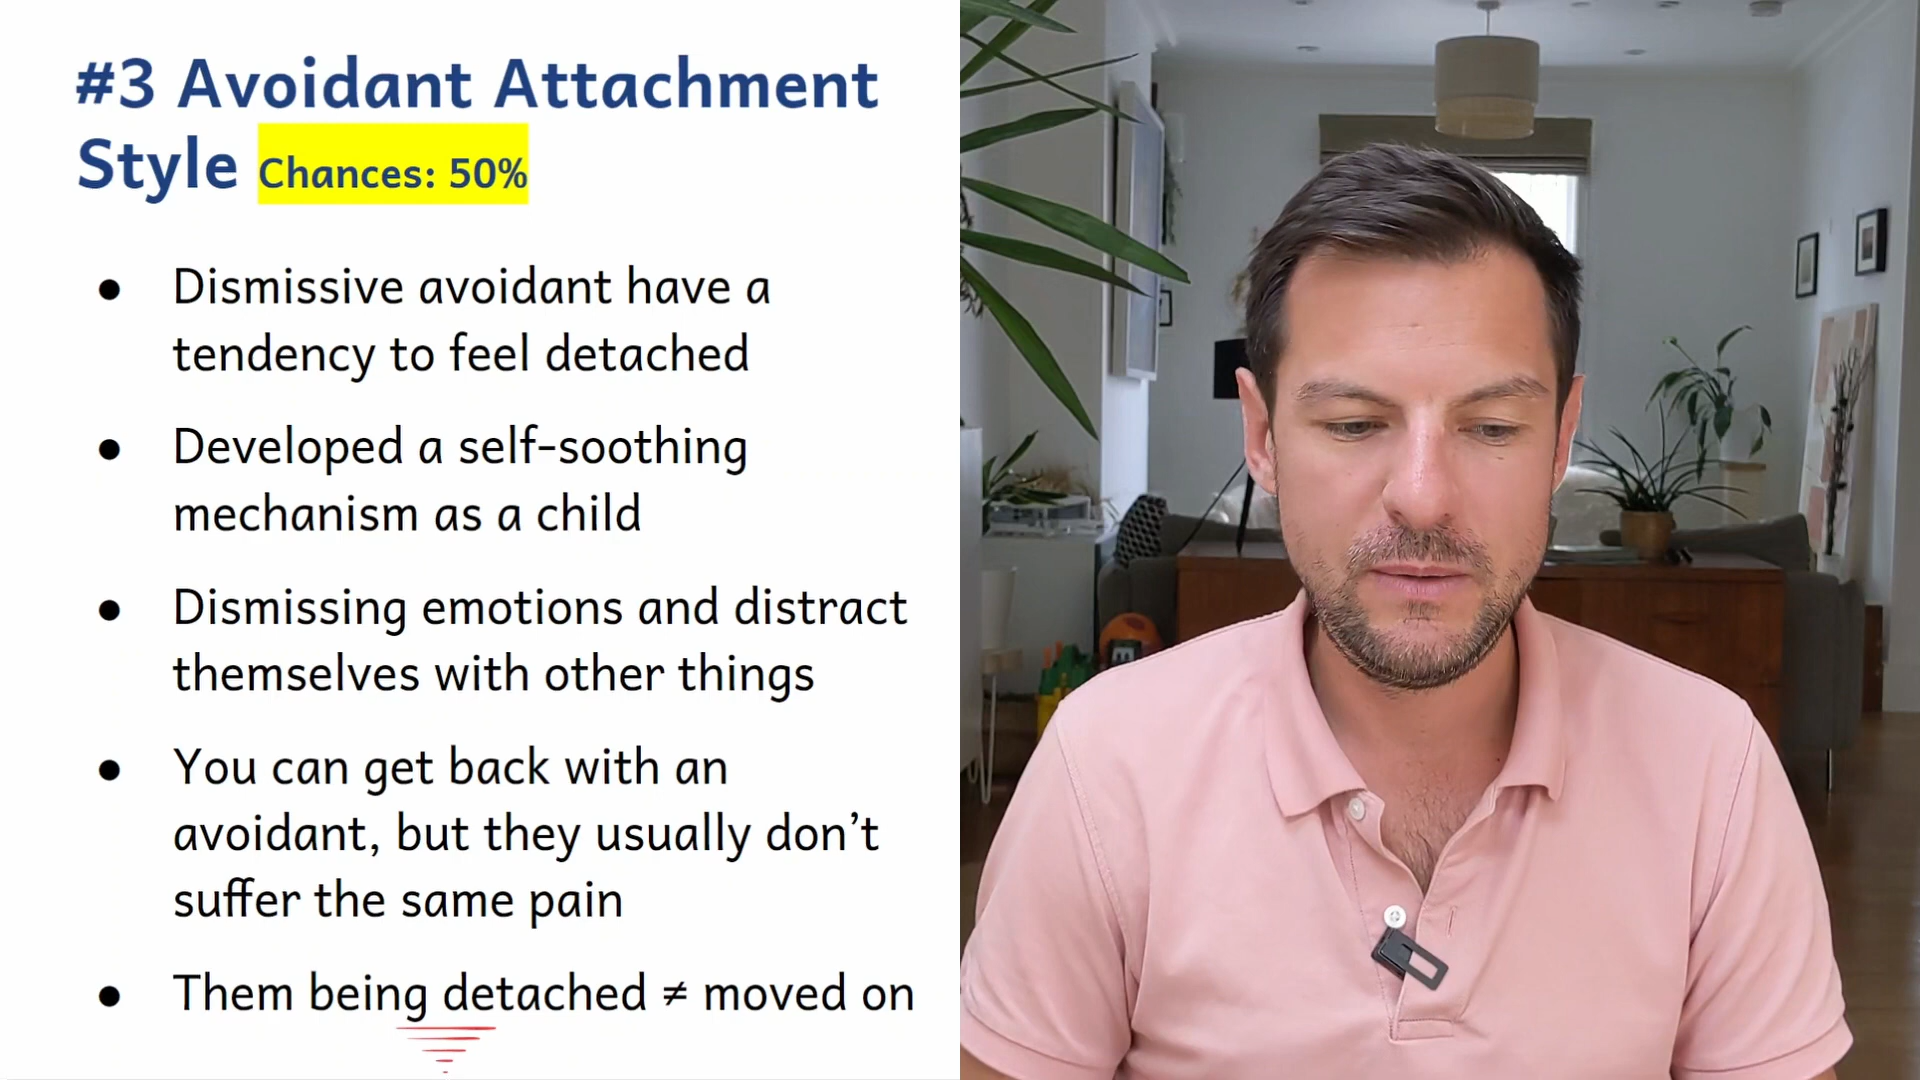 #3 Avoidant Attachment
Style Chances: 50%
● Dismissive avoidant have a
tendency to feel detached
● Developed a self-soothing
mechanism as a child
● Dismissing emotions and distract
themselves with other things
● You can get back with an
avoidant, but they usually don’t
suffer the same pain
● Them being detached ≠ moved on